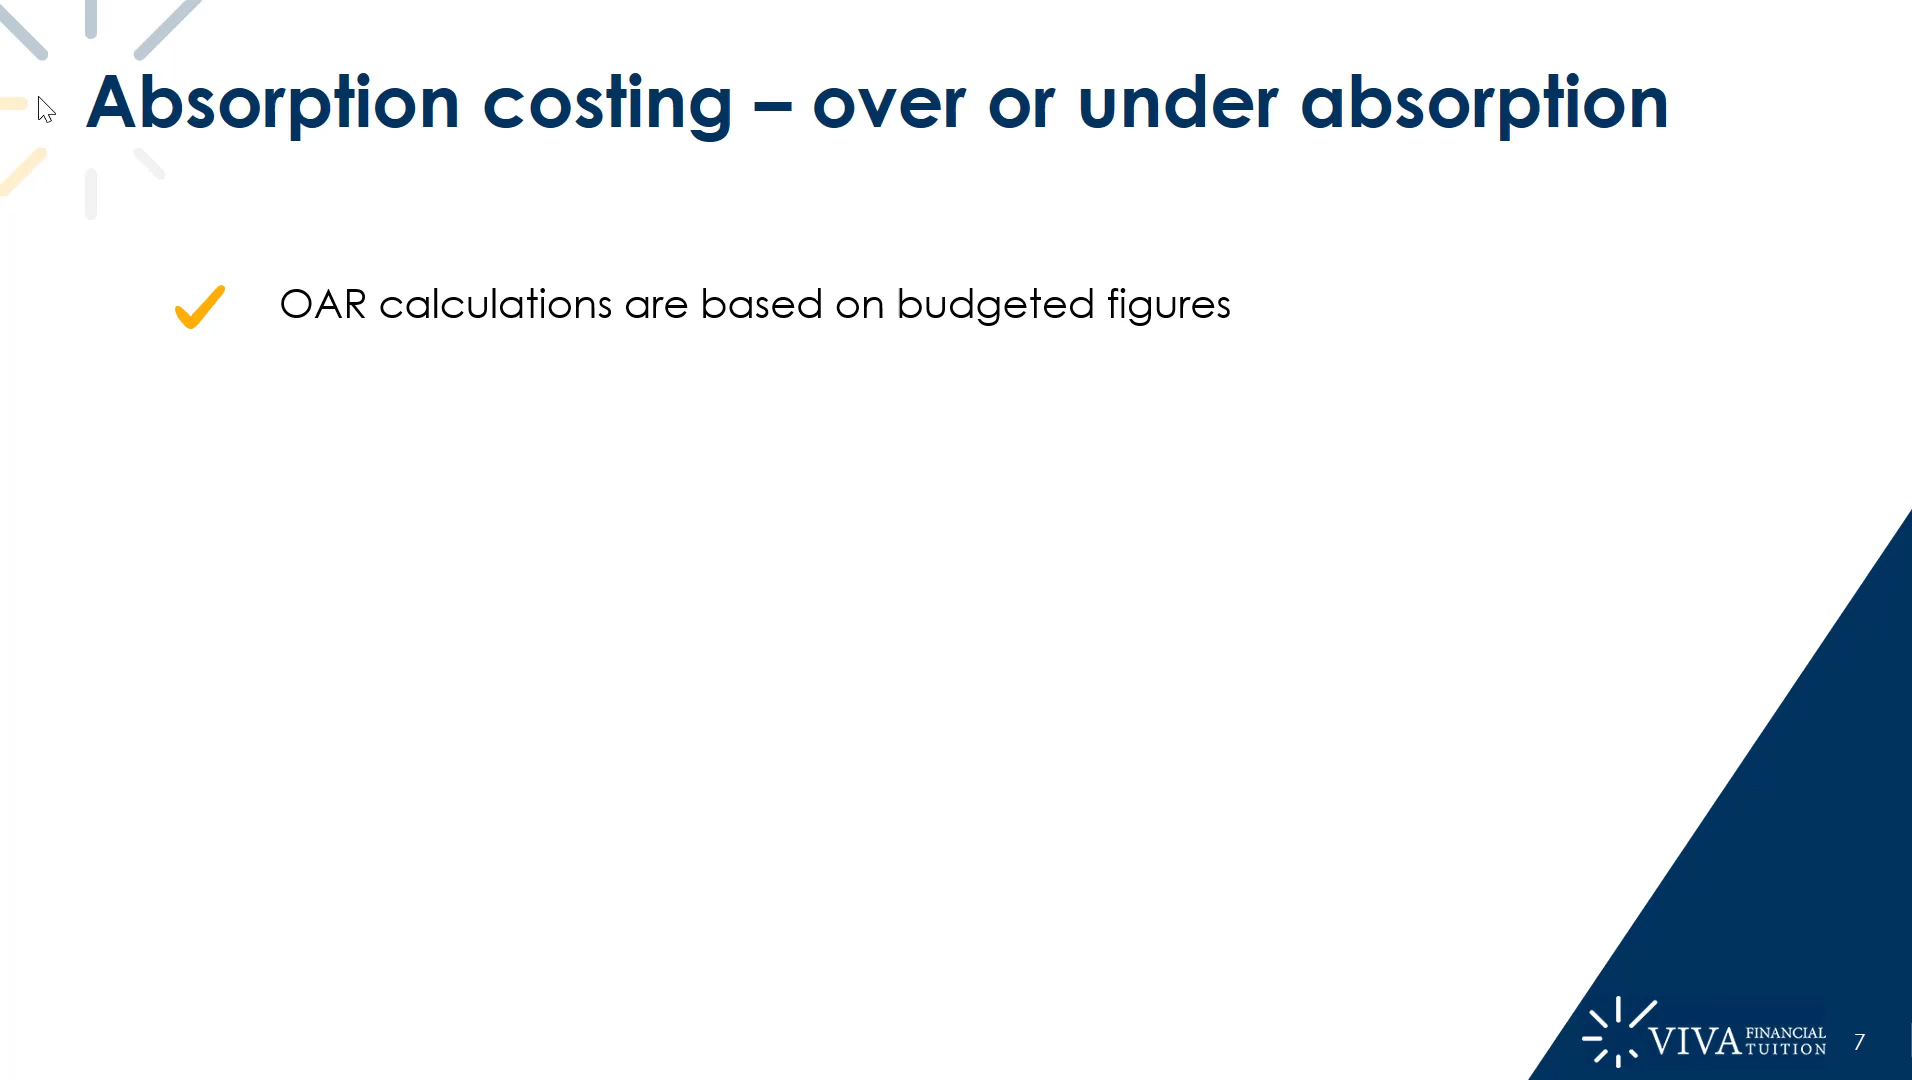 Absorption costing – over or under absorption
OAR calculations are based on budgeted figures
VIVA FINANCIAL TUITION
7